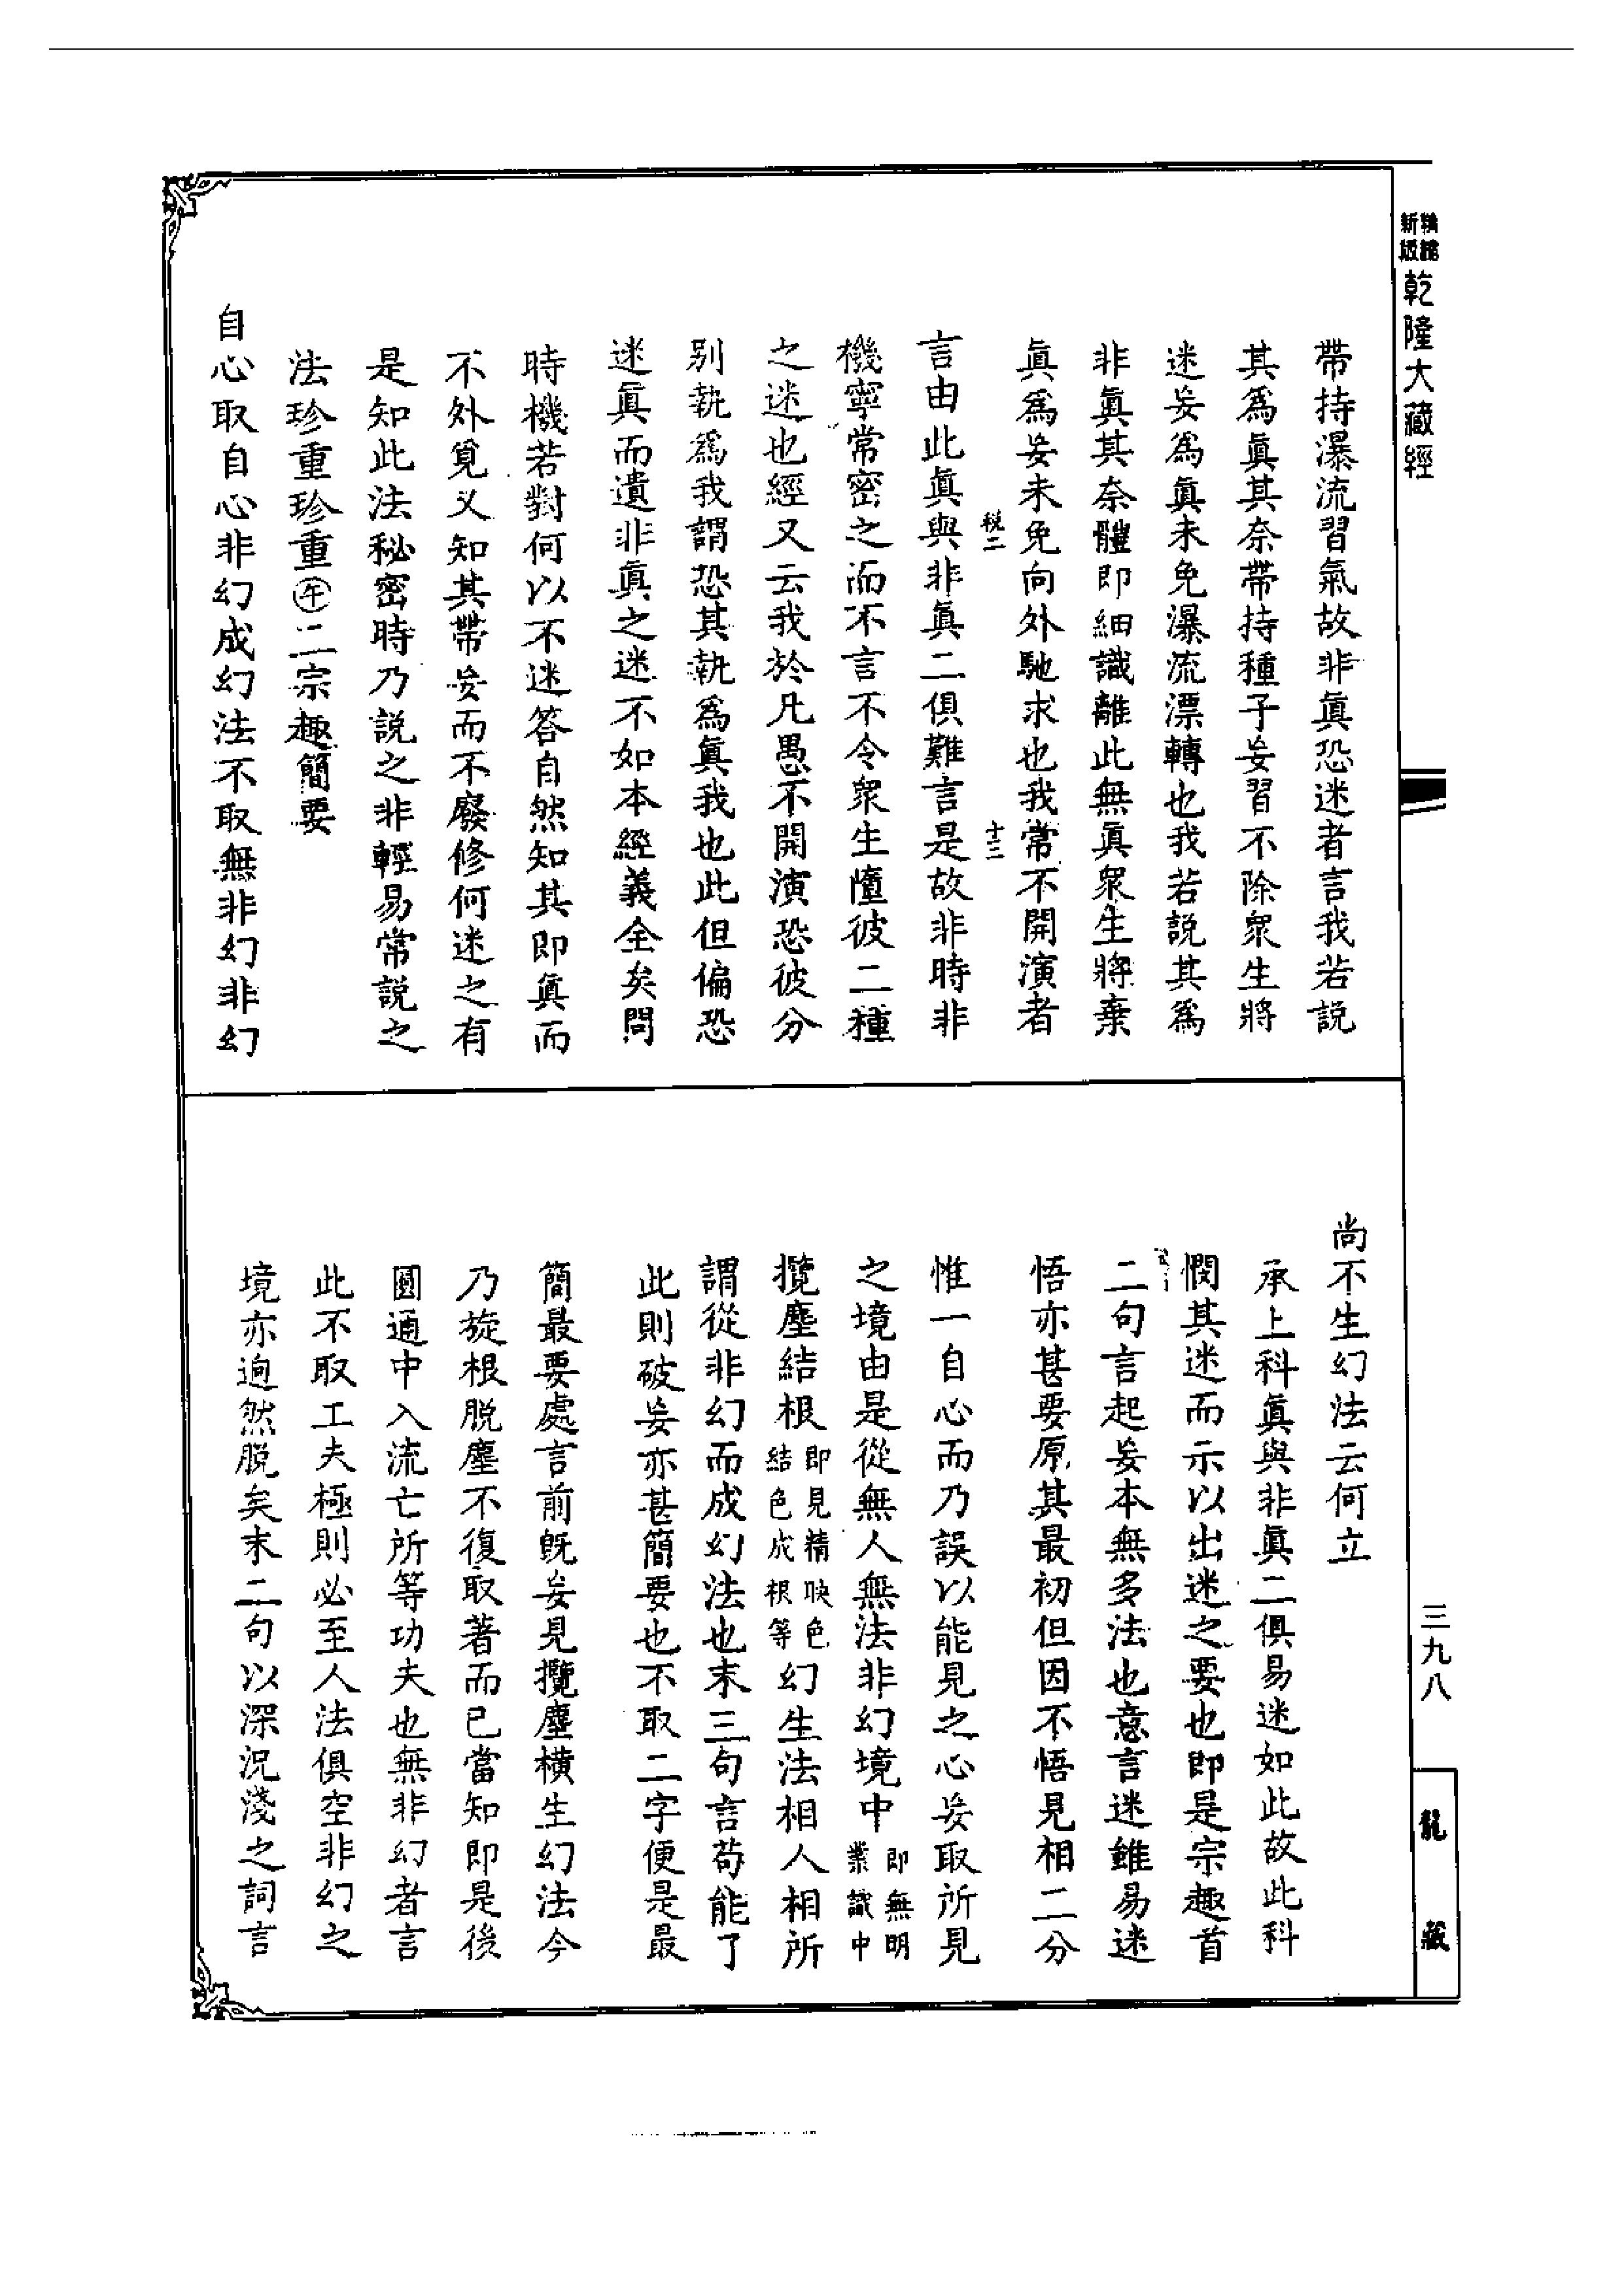 精縮
新版
乾隆大藏經
帶持瀑流習氣故非眞恐迷者言我若説
其爲眞其奈帶持種子妄習不除衆生將
迷妄爲眞未免瀑流漂轉也我若説其爲
非眞其奈體即細識離此無眞衆生將棄
眞爲妄未免向外馳求也我常不開演者
税二
十三
言由此眞與非眞二俱難言是故非時非
機寧常密之而不言不令衆生墮彼二種
之迷也經又云我於凡愚不開演恐彼分
別執爲我謂恐其執爲眞我也此但偏恐
迷眞而遺非眞之迷不如本經義全矣問
時機若對何以不迷答自然知其即眞而
不外覓又知其帶妄而不廢修何迷之有
是知此法秘密時乃説之非輕易常説之
法珍重珍重㊍二宗趣簡要
自心取自心非幻成幻法不取無非幻非幻
尚不生幻法云何立
承上科眞與非眞二俱易迷如此故此科
憫其迷而示以出迷之要也即是宗趣首
二句言起妄本無多法也意言迷雖易迷
悟亦甚要原其最初但因不悟見相二分
惟一自心而乃誤以能見之心妄取所見
之境由是從無人無法非幻境中即無明業識中
攬塵結根即見精映色結色成根等幻生法相人相所
謂從非幻而成幻法也末三句言苟能了
此則破妄亦甚簡要也不取二字便是最
簡最要處言前旣妄見攬塵横生幻法今
乃旋根脱塵不復取著而已當知即是後
圓通中入流亡所等功夫也無非幻者言
此不取工夫極則必至人法俱空非幻之
境亦逈然脱矣末二句以深況淺之詞言
三九八
龍藏